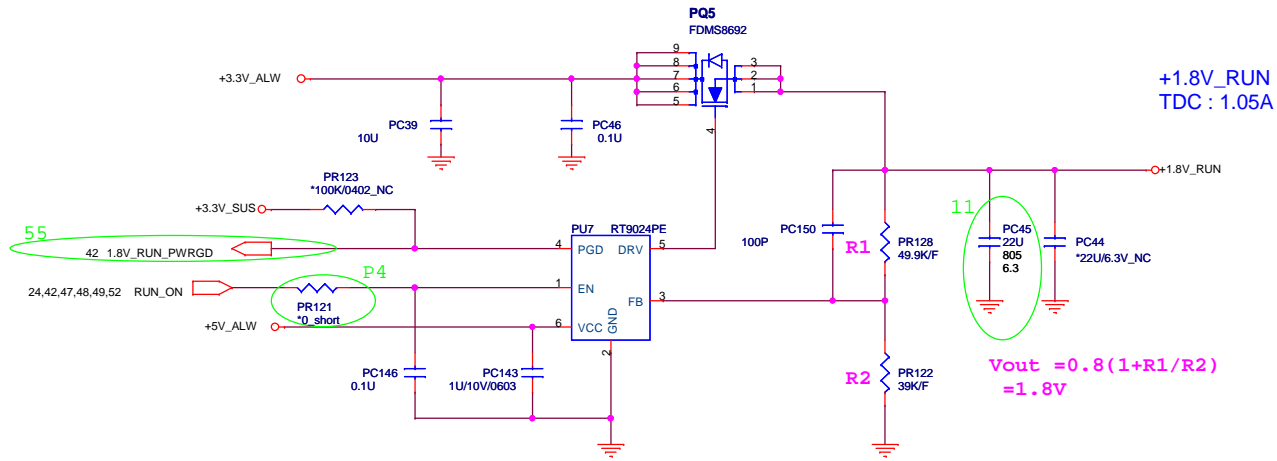 PQ5
FDMS8692
9
8
7
6
5
3
2
1
4
+3.3V_ALW
+1.8V_RUN
TDC : 1.05A
PC39
10U
PC46
0.1U
PR123
*100K/0402_NC
+3.3V_SUS
55
42 1.8V_RUN_PWRGD
P4
24,42,47,48,49,52 RUN_ON
PR121
*0_short
+5V_ALW
PU7 RT9024PE
4 PGD DRV 5
1 EN
FB 3
6 VCC
GND
2
PC146
0.1U
PC143
1U/10V/0603
PC150
100P
R1
PR128
49.9K/F
R2
PR122
39K/F
+1.8V_RUN
11
PC45
22U
805
6.3
PC44
*22U/6.3V_NC
Vout =0.8(1+R1/R2)
=1.8V